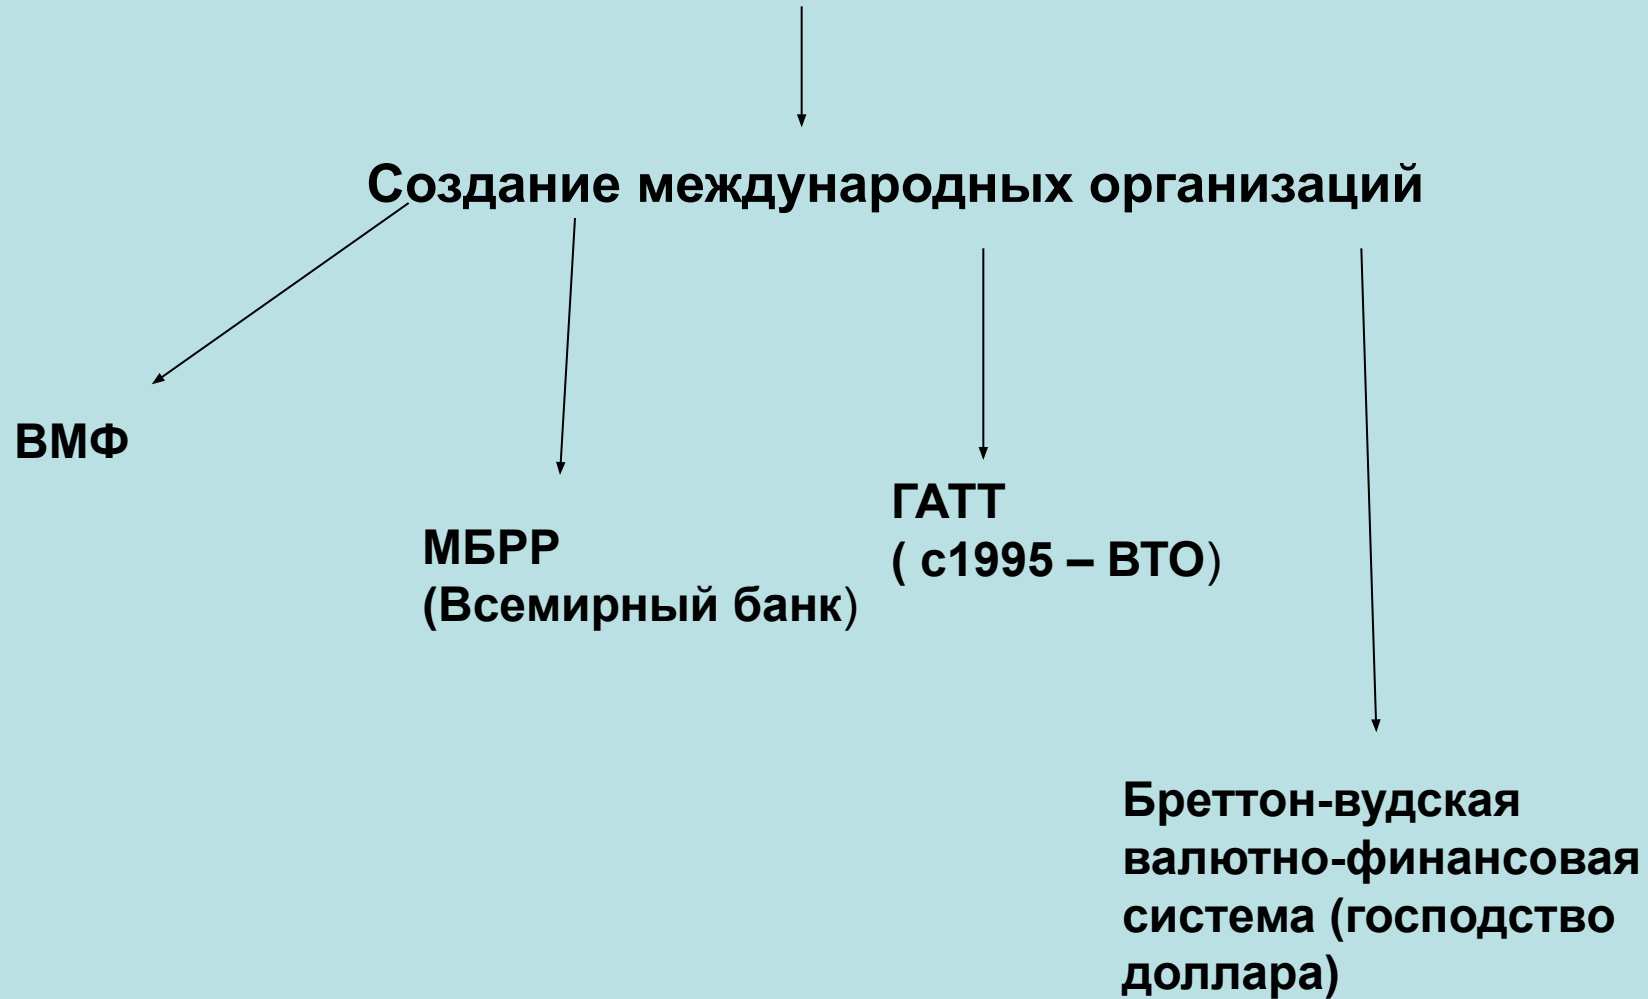 Создание международных организаций
ВМФ
МБРР
(Всемирный банк)
ГАТТ
( с1995 – ВТО)
Бреттон-вудская
валютно-финансовая
система (господство
доллара)